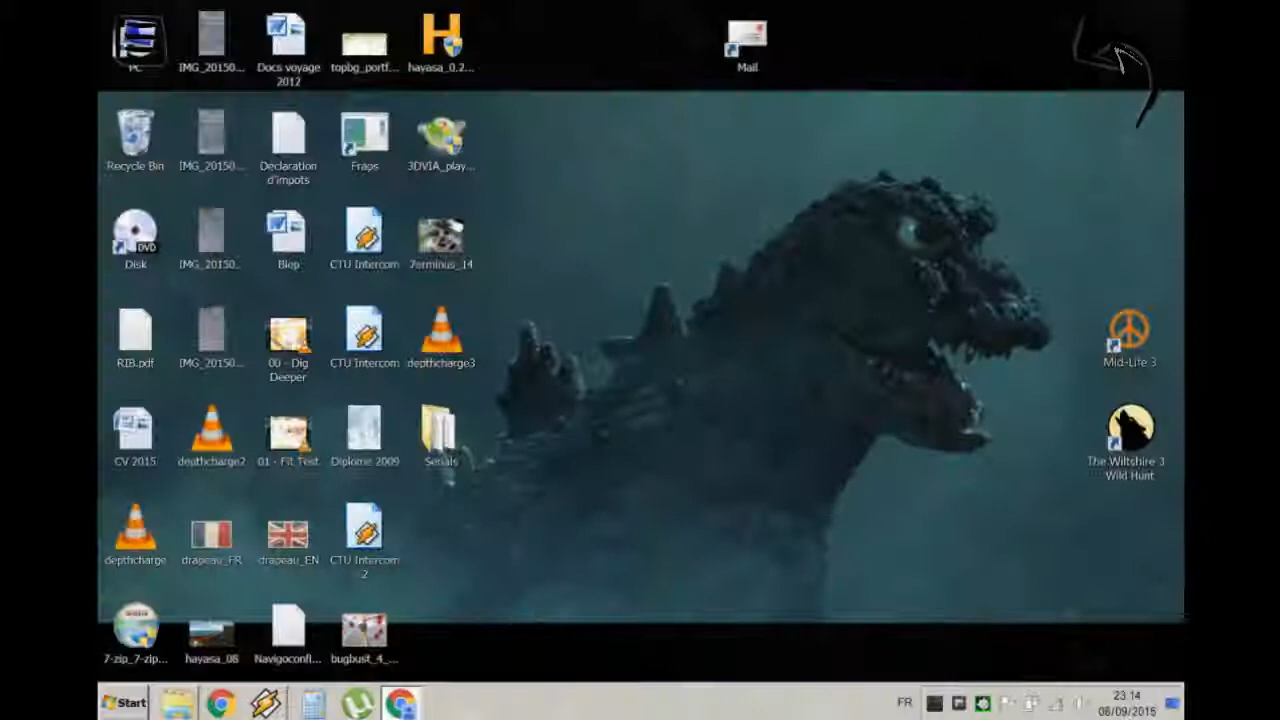 PC
IMG_20150...
Docs voyage
2012
topbg_portf...
hayasa_0.2...
Mail
Recycle Bin
IMG_20150...
Declaration
d'impots
Fraps
3DVIA_play...
DVD
Disk
IMG_20150...
Blep
CTU Intercom
7erminus_14
RIB.pdf
IMG_20150...
00 - Dig
Deeper
CTU Intercom
depthcharge3
Mid-Life 3
CV 2015
depthcharge2
01 - Fit Test
Diplome 2009
Serials
The Wiltshire 3
Wild Hunt
depthcharge
drapeau_FR
drapeau_EN
CTU Intercom
2
7-zip_7-zip...
hayasa_08
Navigoconfi...
bugbust_4_...
Start
FR
23:14
08/09/2015